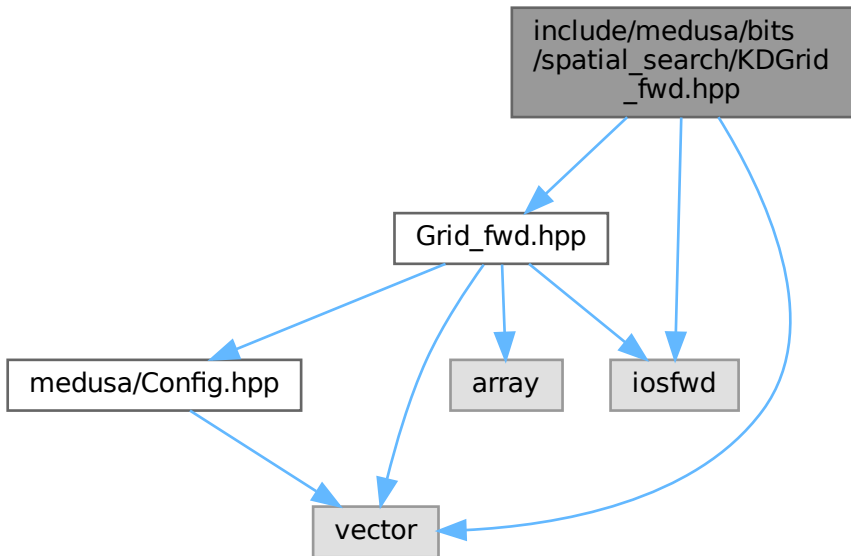 include/medusa/bits
/spatial_search/KDGrid
_fwd.hpp
Grid_fwd.hpp
medusa/Config.hpp
array
iosfwd
vector